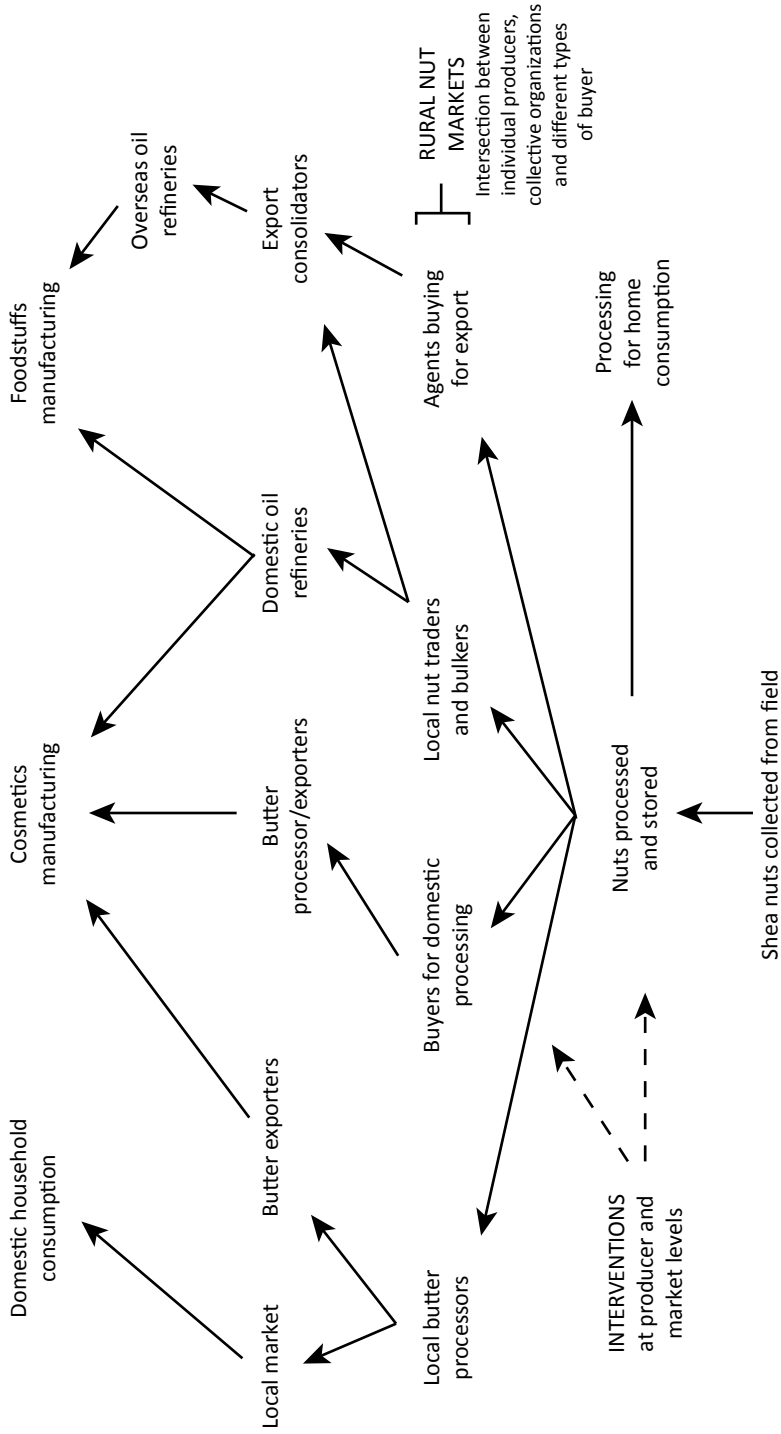 Domestic household
consumption
Cosmetics
manufacturing
Foodstuffs
manufacturing
Overseas oil
refineries
Local market
Butter exporters
Butter
processor/exporters
Domestic oil
refineries
Export
consolidators
Local butter
processors
Buyers for domestic
processing
Local nut traders
and bulkers
Agents buying
for export
RURAL NUT
MARKETS
Intersection between
individual producers,
collective organizations
and different types
of buyer
INTERVENTIONS
at producer and
market levels
Nuts processed
and stored
Processing
for home
consumption
Shea nuts collected from field